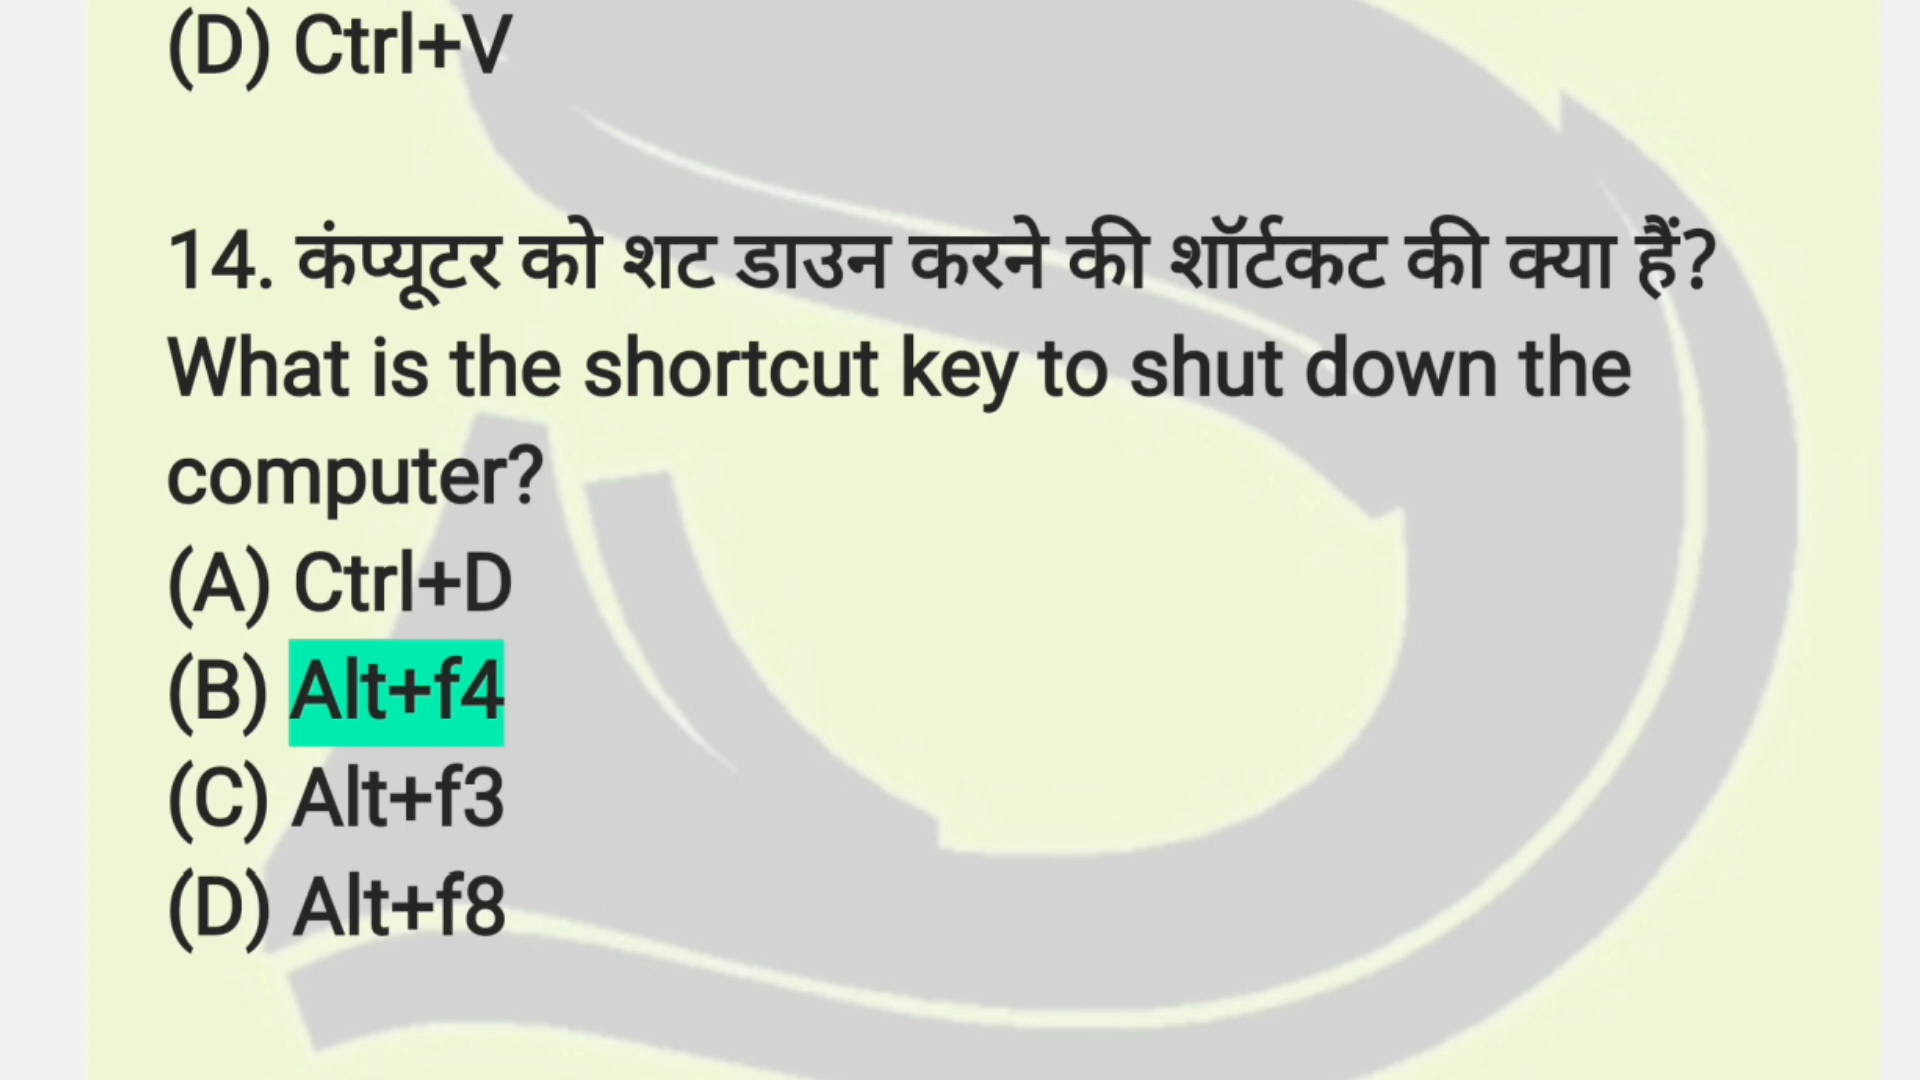 (D) Ctrl+V
14. कंप्यूटर को शट डाउन करने की शॉर्टकट की क्या हैं?
What is the shortcut key to shut down the
computer?
(A) Ctrl+D
(B) Alt+f4
(C) Alt+f3
(D) Alt+f8